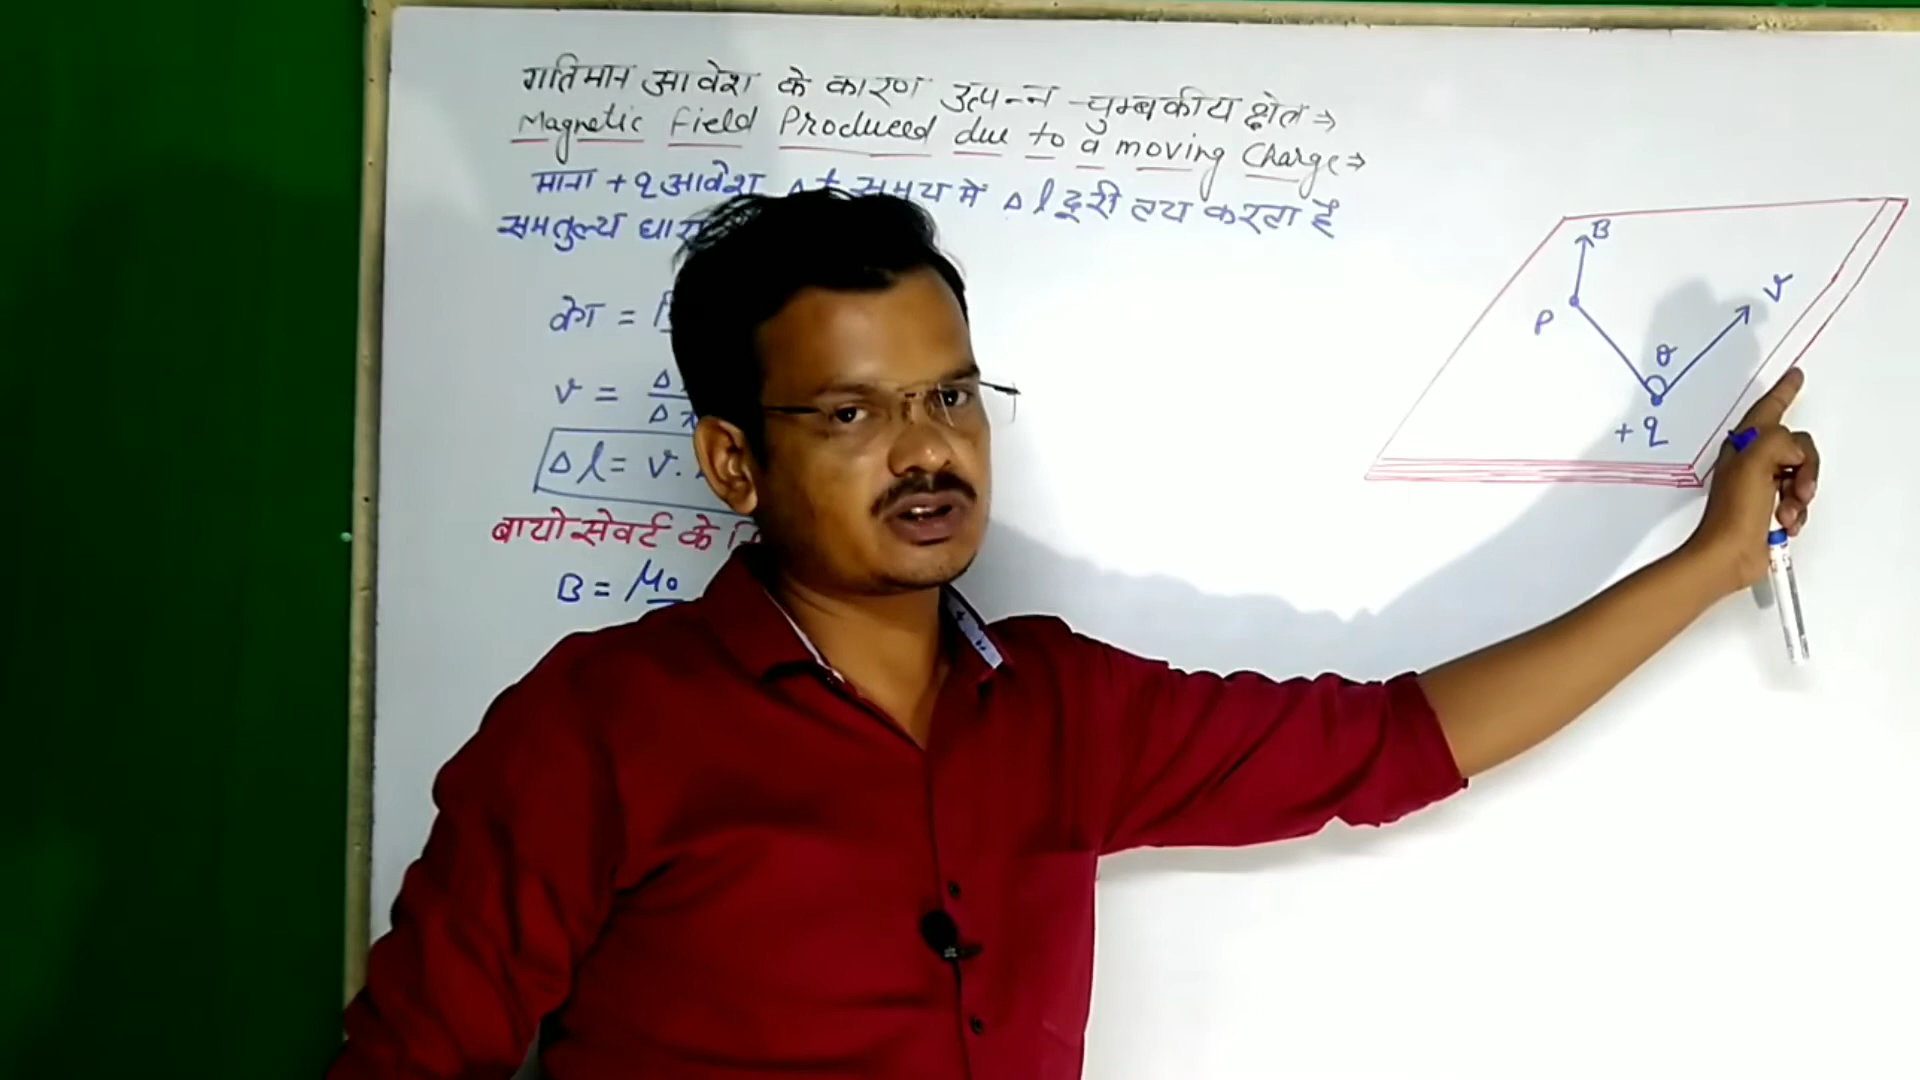 गतिमान आवेश के कारण उत्पन्न चुम्बकीय क्षेत्र ⇒
Magnetic Field Produced due to a moving Charge ⇒
माना +q आवेश Δt समय में Δl दूरी तय करता है
समतुल्य धारा
वेग =
v = Δ
Δ
Δl = v.
बायो सेवर्ट के
B = μ₀
B
P
θ
v
+q